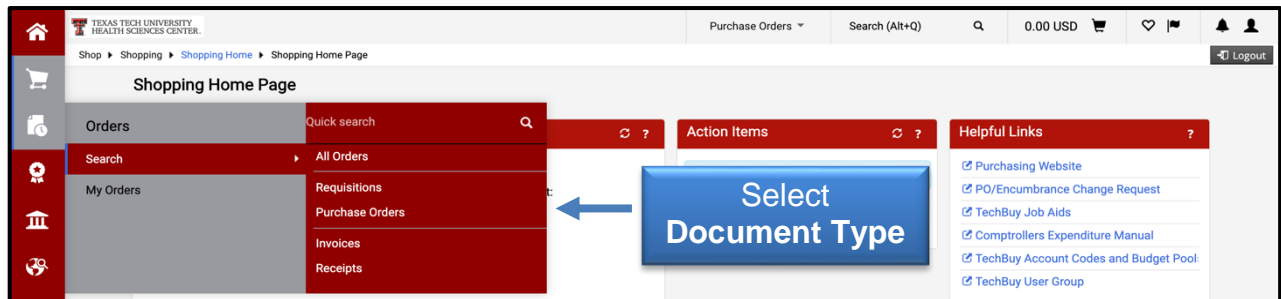 TEXAS TECH UNIVERSITY
HEALTH SCIENCES CENTER.
Purchase Orders
Search (Alt+Q)
0.00 USD
Shop Shopping Shopping Home Shopping Home Page
Logout
Shopping Home Page
Orders
Quick search
?
Action Items
?
Helpful Links
?
Search
All Orders
My Orders
Requisitions
Purchase Orders
Invoices
Receipts
t:
Select
Document Type
Purchasing Website
PO/Encumbrance Change Request
TechBuy Job Aids
Comptrollers Expenditure Manual
TechBuy Account Codes and Budget Pool
TechBuy User Group